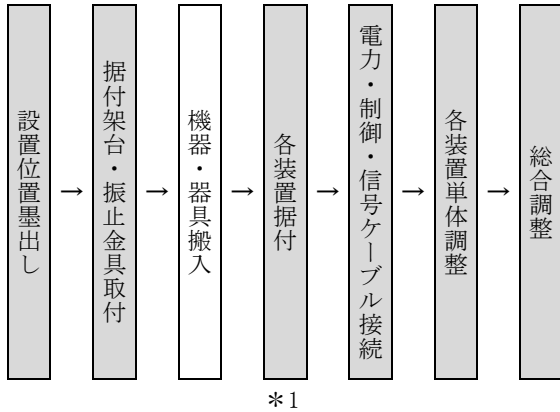 設置位置墨出し
→
据付架台・振止金具取付
→
機器・器具搬入
→
各装置据付
→
電力・制御・信号ケーブル接続
→
各装置単体調整
→
総合調整
＊1